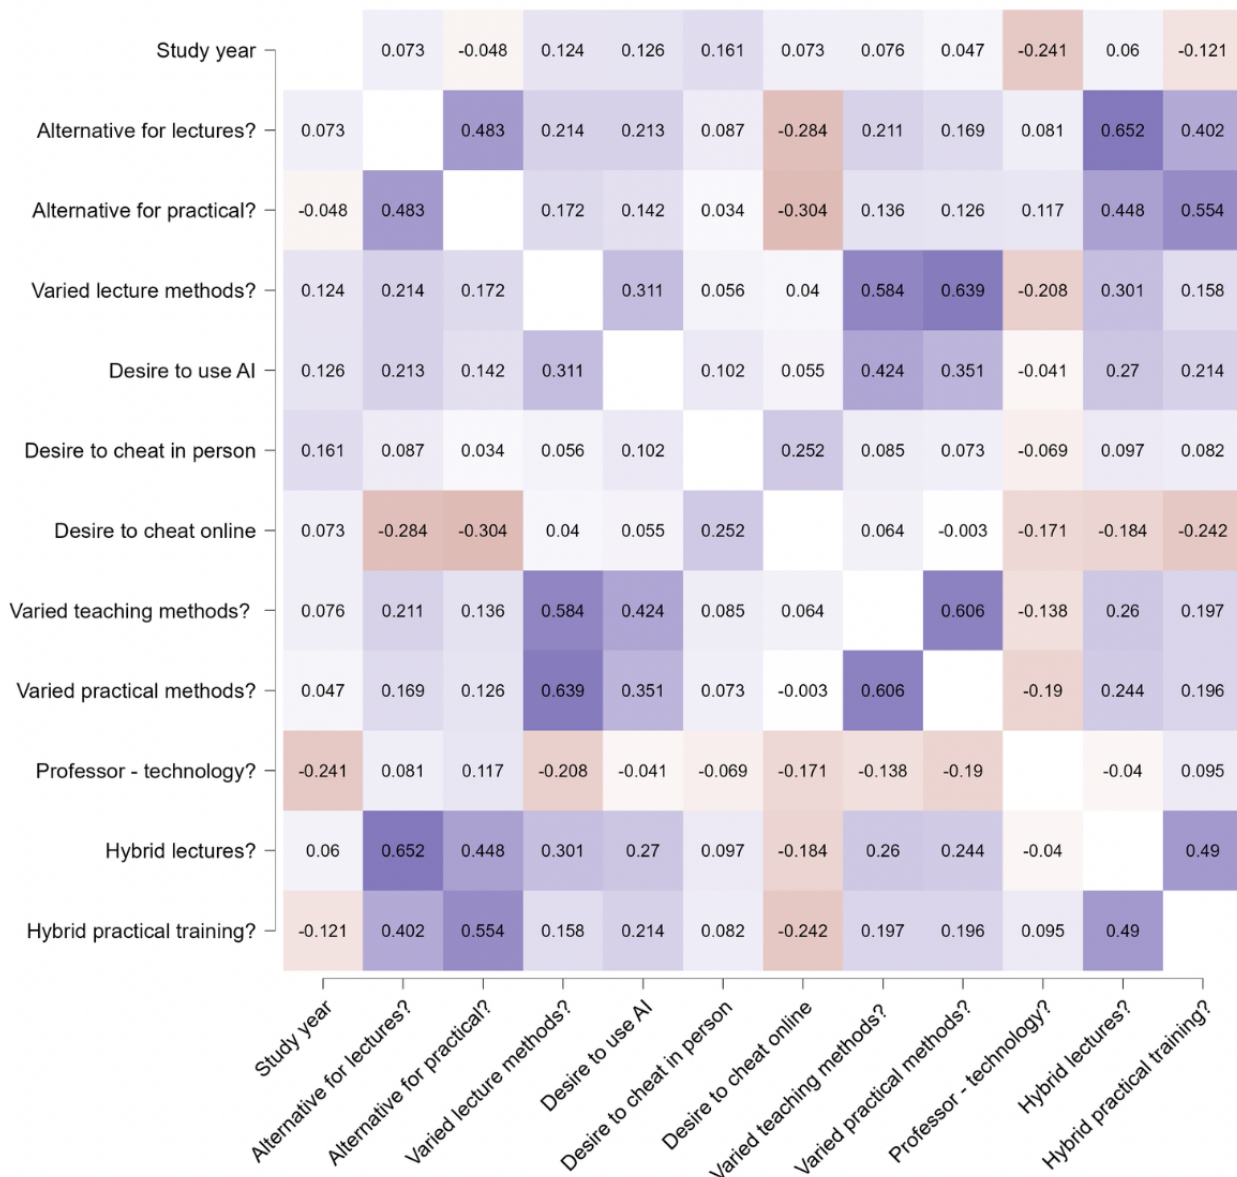 Study year 0.073 -0.048 0.124 0.126 0.161 0.073 0.076 0.047 -0.241 0.06 -0.121
Alternative for lectures? 0.073 0.483 0.214 0.213 0.087 -0.284 0.211 0.169 0.081 0.652 0.402
Alternative for practical? -0.048 0.483 0.172 0.142 0.034 -0.304 0.136 0.126 0.117 0.448 0.554
Varied lecture methods? 0.124 0.214 0.172 0.311 0.056 0.04 0.584 0.639 -0.208 0.301 0.158
Desire to use AI 0.126 0.213 0.142 0.311 0.102 0.055 0.424 0.351 -0.041 0.27 0.214
Desire to cheat in person 0.161 0.087 0.034 0.056 0.102 0.252 0.085 0.073 -0.069 0.097 0.082
Desire to cheat online 0.073 -0.284 -0.304 0.04 0.055 0.252 0.064 -0.003 -0.171 -0.184 -0.242
Varied teaching methods? 0.076 0.211 0.136 0.584 0.424 0.085 0.064 0.606 -0.138 0.26 0.197
Varied practical methods? 0.047 0.169 0.126 0.639 0.351 0.073 -0.003 0.606 -0.19 0.244 0.196
Professor - technology? -0.241 0.081 0.117 -0.208 -0.041 -0.069 -0.171 -0.138 -0.19 -0.04 0.095
Hybrid lectures? 0.06 0.652 0.448 0.301 0.27 0.097 -0.184 0.26 0.244 -0.04 0.49
Hybrid practical training? -0.121 0.402 0.554 0.158 0.214 0.082 -0.242 0.197 0.196 0.095 0.49
Study year
Alternative for lectures?
Alternative for practical?
Varied lecture methods?
Desire to use AI
Desire to cheat in person
Desire to cheat online
Varied teaching methods?
Varied practical methods?
Professor - technology?
Hybrid lectures?
Hybrid practical training?